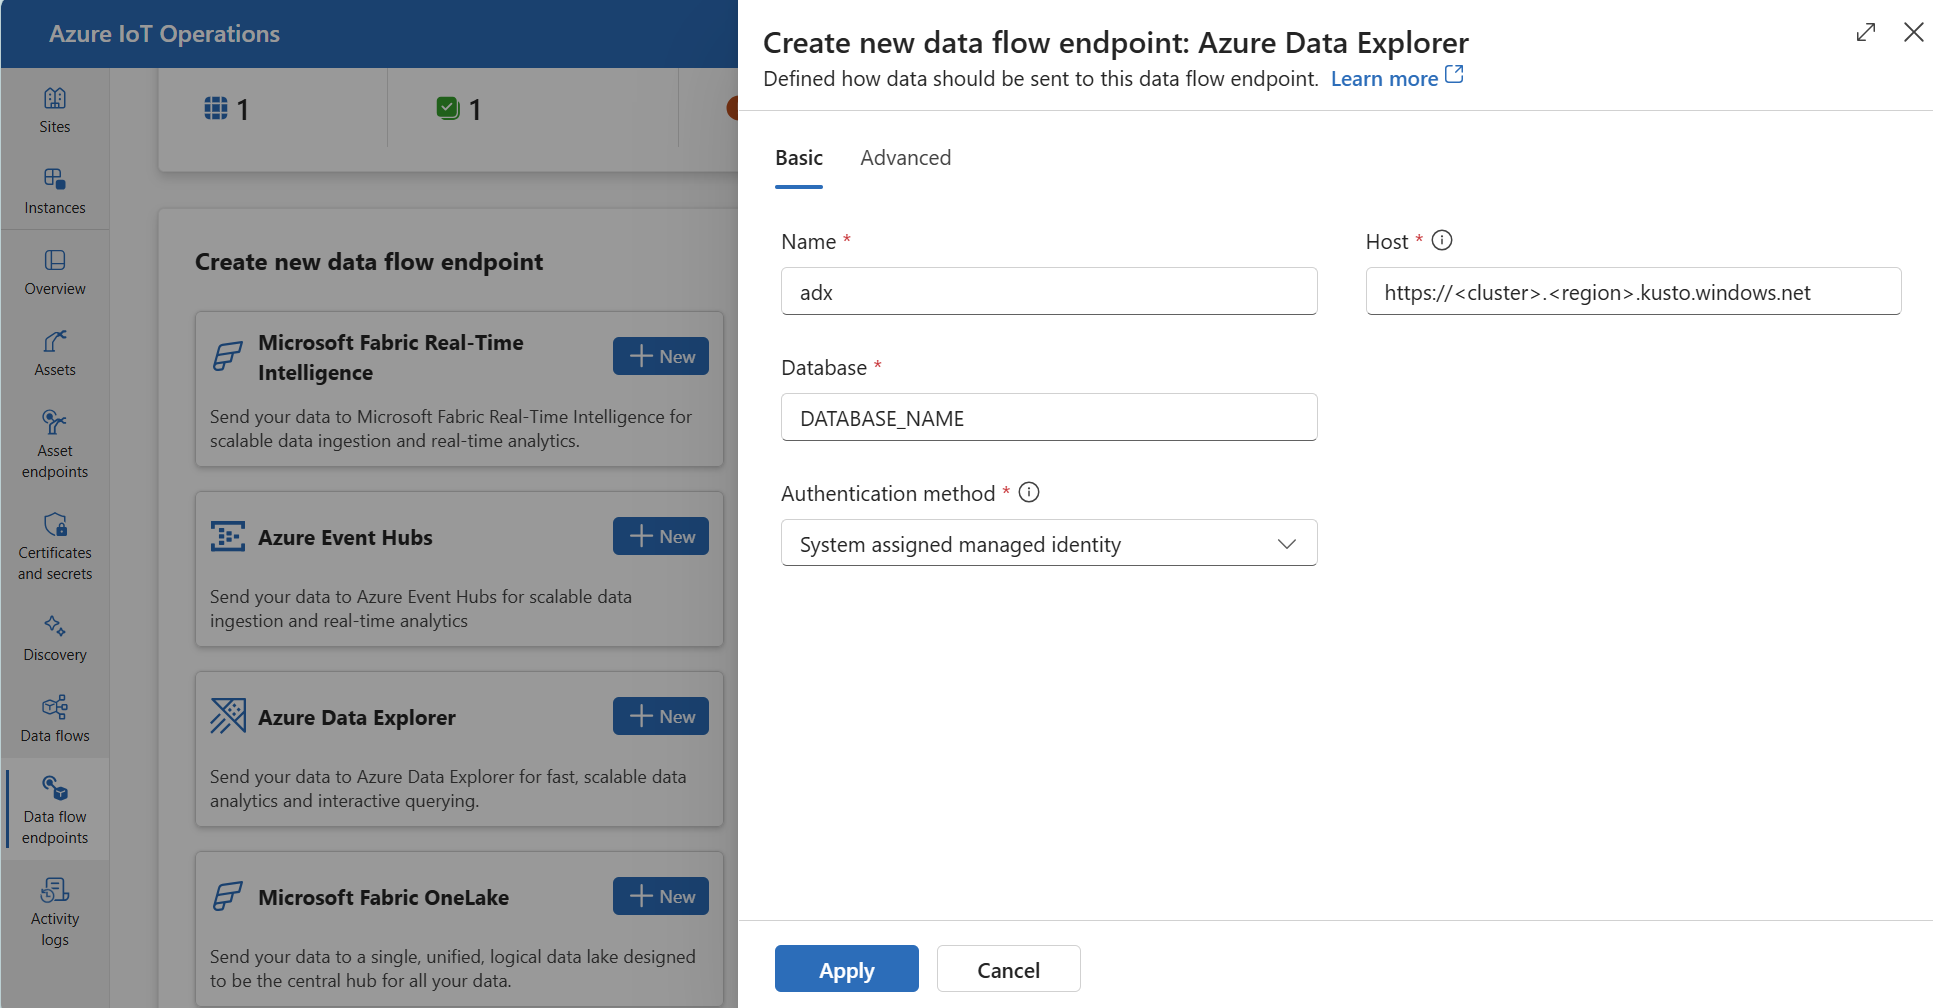 Azure IoT Operations
Sites
Instances
Overview
Assets
Asset
endpoints
Certificates
and secrets
Discovery
Data flows
Data flow
endpoints
Activity
logs
1
1
Create new data flow endpoint
Microsoft Fabric Real-Time
Intelligence
New
Send your data to Microsoft Fabric Real-Time Intelligence for
scalable data ingestion and real-time analytics.
Azure Event Hubs
New
Send your data to Azure Event Hubs for scalable data
ingestion and real-time analytics
Azure Data Explorer
New
Send your data to Azure Data Explorer for fast, scalable data
analytics and interactive querying.
Microsoft Fabric OneLake
New
Send your data to a single, unified, logical data lake designed
to be the central hub for all your data.
Create new data flow endpoint: Azure Data Explorer
Defined how data should be sent to this data flow endpoint. Learn more
Basic Advanced
Name *
adx
Host *
https://<cluster>.<region>.kusto.windows.net
Database *
DATABASE_NAME
Authentication method *
System assigned managed identity
Apply Cancel